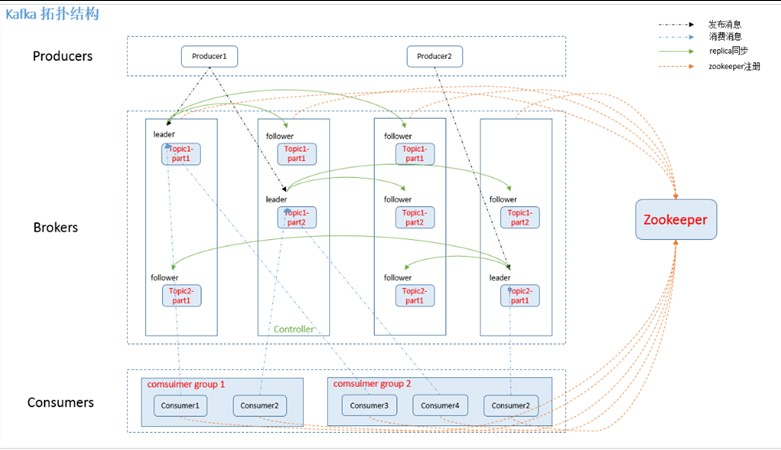 Kafka 拓扑结构
发布消息
消费消息
replica同步
zookeeper注册
Producers
Producer1
Producer2
leader
Topic1-
part1
follower
Topic1-
part1
follower
Topic1-
part1
Brokers
leader
Topic1-
part2
follower
Topic1-
part2
follower
Topic1-
part2
Zookeeper
follower
Topic2-
part1
follower
Topic2-
part1
leader
Topic2-
part1
Controller
Consumers
comsulmer group 1
Consumer1
Consumer2
comsulmer group 2
Consumer3
Consumer4
Consumer2